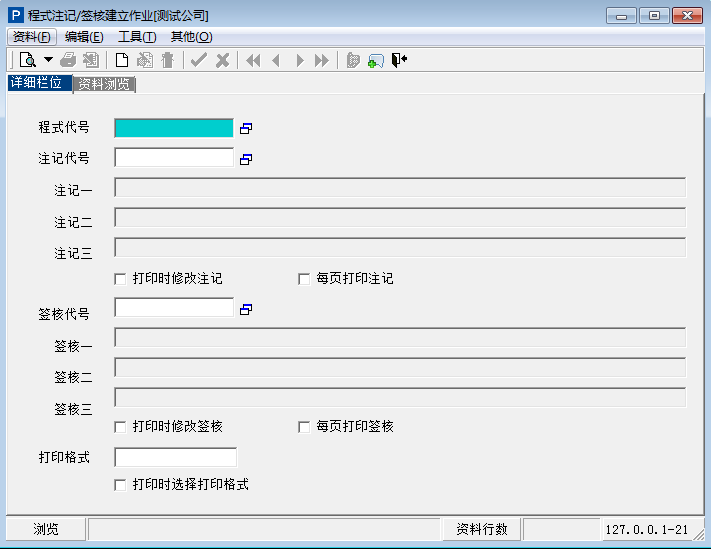 程式注记/签核建立作业[测试公司]
资料(F) 编辑(E) 工具(T) 其他(O)
详细栏位 资料浏览
程式代号
注记代号
注记一
注记二
注记三
打印时修改注记 每页打印注记
签核代号
签核一
签核二
签核三
打印时修改签核 每页打印签核
打印格式
打印时选择打印格式
浏览 资料行数 127.0.0.1-21